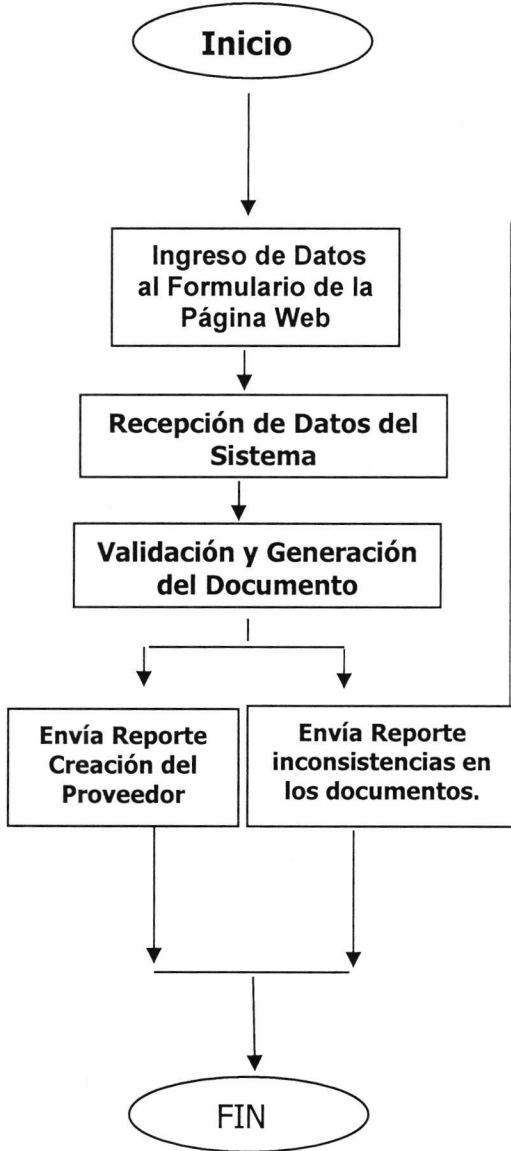 Inicio
Ingreso de Datos
al Formulario de la
Página Web
Recepción de Datos del
Sistema
Validación y Generación
del Documento
Envía Reporte
Creación del
Proveedor
Envía Reporte
inconsistencias en
los documentos.
FIN